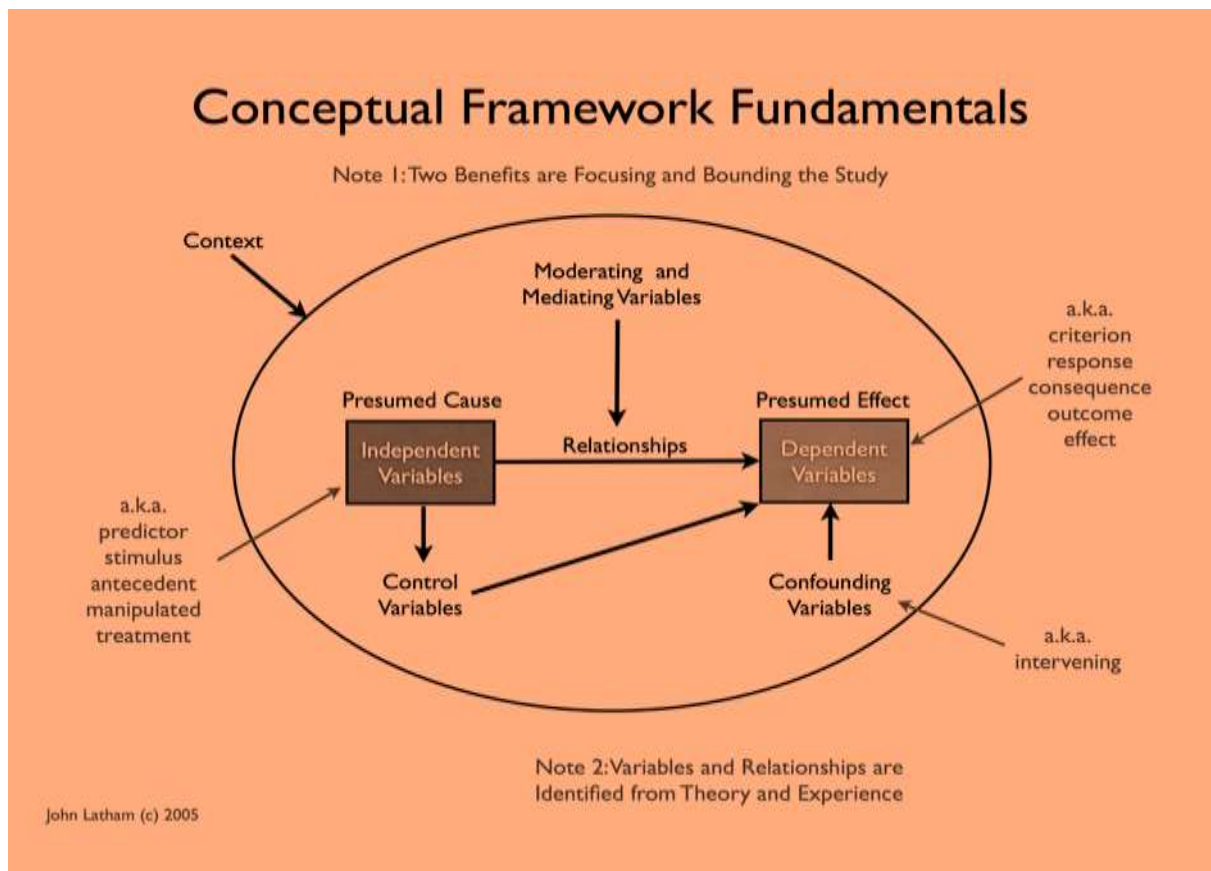 Conceptual Framework Fundamentals
Note 1: Two Benefits are Focusing and Bounding the Study
Context
Moderating and
Mediating Variables
a.k.a.
criterion
response
consequence
outcome
effect
Presumed Cause
Presumed Effect
Independent
Variables
Relationships
Dependent
Variables
a.k.a.
predictor
stimulus
antecedent
manipulated
treatment
Control
Variables
Confounding
Variables
a.k.a.
intervening
Note 2: Variables and Relationships are
Identified from Theory and Experience
John Latham (c) 2005